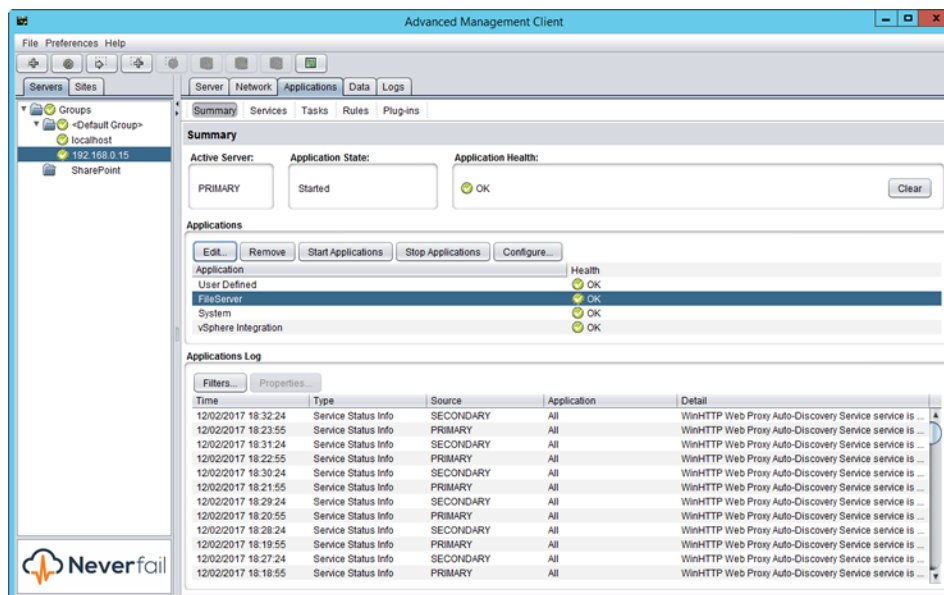 Advanced Management Client
File Preferences Help
Servers Sites
Server Network Applications Data Logs
Groups
<Default Group>
localhost
192.168.0.15
SharePoint
Summary Services Tasks Rules Plug-ins
Summary
Active Server: Application State: Application Health:
PRIMARY Started OK Clear
Applications
Edit... Remove Start Applications Stop Applications Configure...
Application Health
User Defined OK
FileServer OK
System OK
vSphere Integration OK
Applications Log
Filters... Properties...
Time Type Source Application Detail
12/02/2017 18:32:24 Service Status Info SECONDARY All WinHTTP Web Proxy Auto-Discovery Service service is ...
12/02/2017 18:23:55 Service Status Info PRIMARY All WinHTTP Web Proxy Auto-Discovery Service service is ...
12/02/2017 18:31:24 Service Status Info SECONDARY All WinHTTP Web Proxy Auto-Discovery Service service is ...
12/02/2017 18:22:55 Service Status Info PRIMARY All WinHTTP Web Proxy Auto-Discovery Service service is ...
12/02/2017 18:30:24 Service Status Info SECONDARY All WinHTTP Web Proxy Auto-Discovery Service service is ...
12/02/2017 18:21:55 Service Status Info PRIMARY All WinHTTP Web Proxy Auto-Discovery Service service is ...
12/02/2017 18:29:24 Service Status Info SECONDARY All WinHTTP Web Proxy Auto-Discovery Service service is ...
12/02/2017 18:20:55 Service Status Info PRIMARY All WinHTTP Web Proxy Auto-Discovery Service service is ...
12/02/2017 18:28:24 Service Status Info SECONDARY All WinHTTP Web Proxy Auto-Discovery Service service is ...
12/02/2017 18:19:55 Service Status Info PRIMARY All WinHTTP Web Proxy Auto-Discovery Service service is ...
12/02/2017 18:27:24 Service Status Info SECONDARY All WinHTTP Web Proxy Auto-Discovery Service service is ...
12/02/2017 18:18:55 Service Status Info PRIMARY All WinHTTP Web Proxy Auto-Discovery Service service is ...
Neverfail